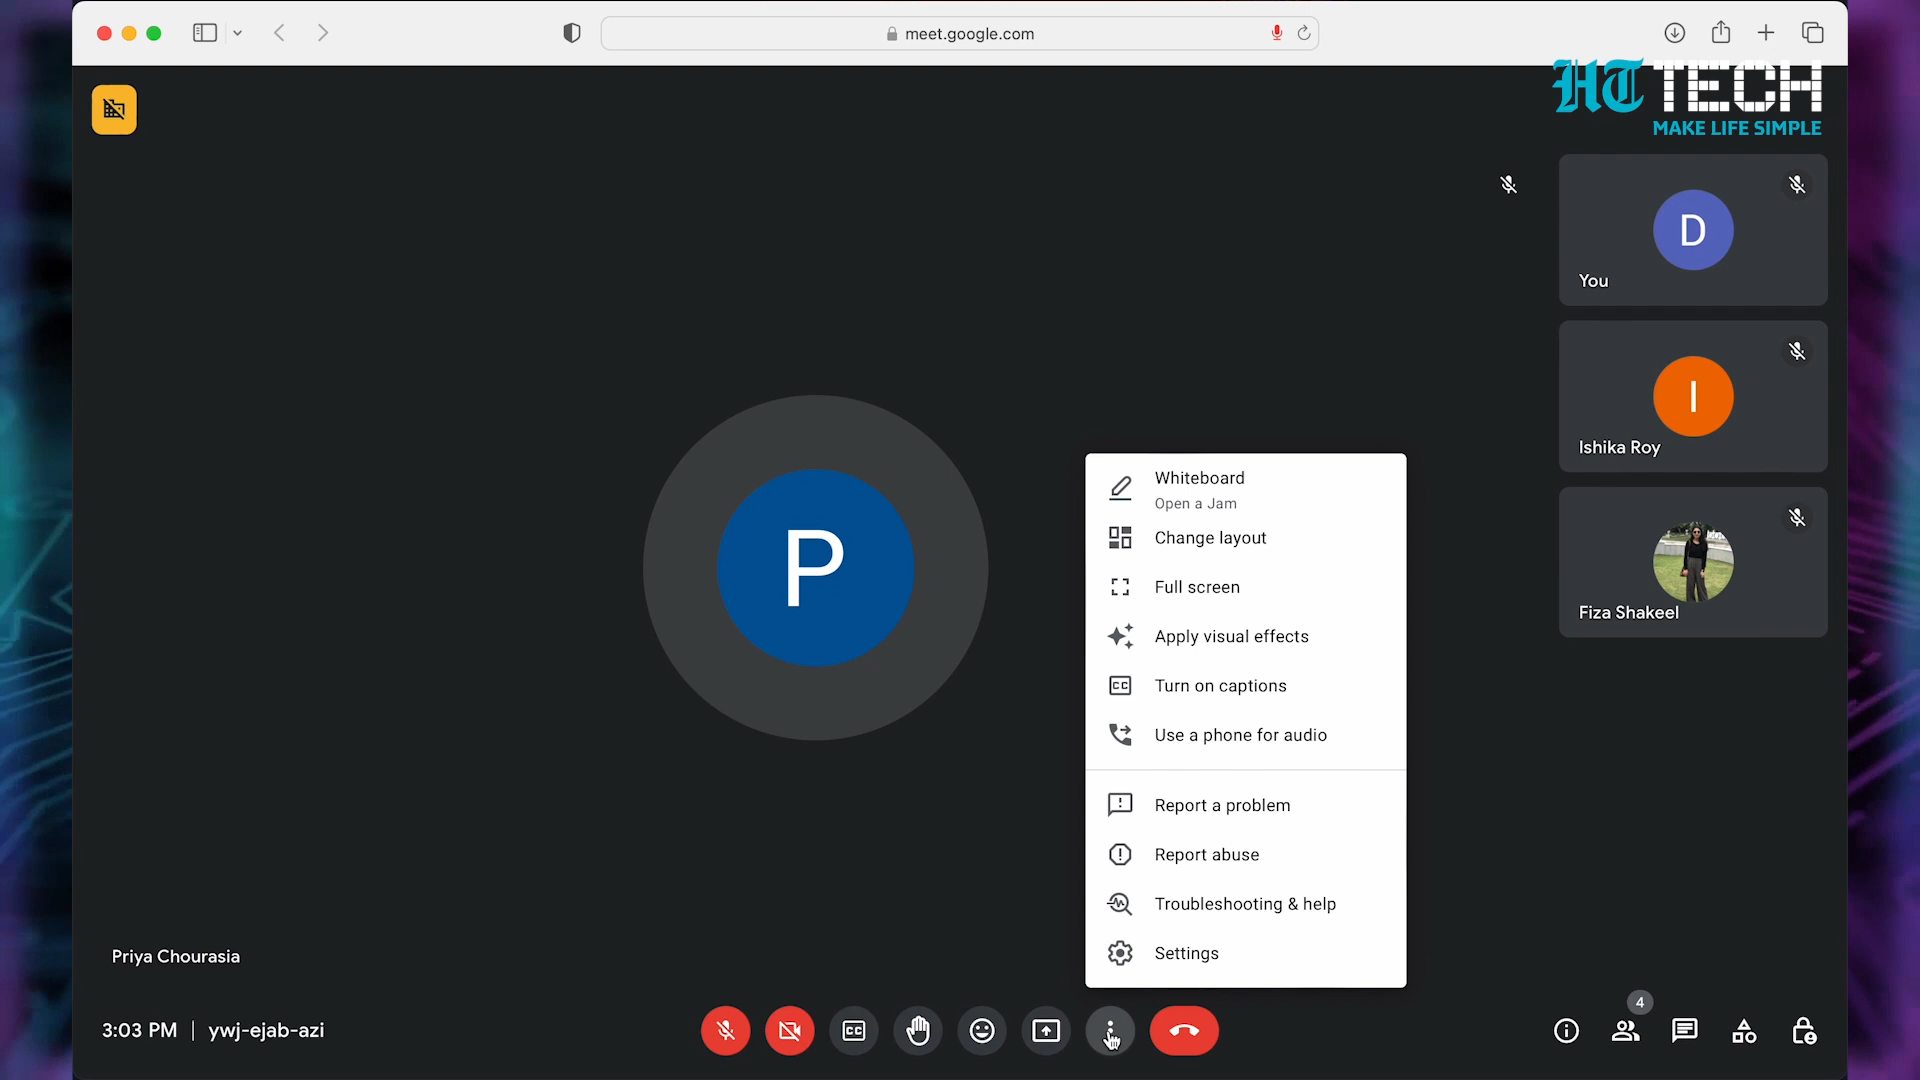 meet.google.com
HT TECH
MAKE LIFE SIMPLE
D
You
I
Ishika Roy
Fiza Shakeel
P
Whiteboard
Open a Jam
Change layout
Full screen
Apply visual effects
CC Turn on captions
Use a phone for audio
Report a problem
Report abuse
Troubleshooting & help
Settings
Priya Chourasia
4
3:03 PM | ywj-ejab-azi
CC